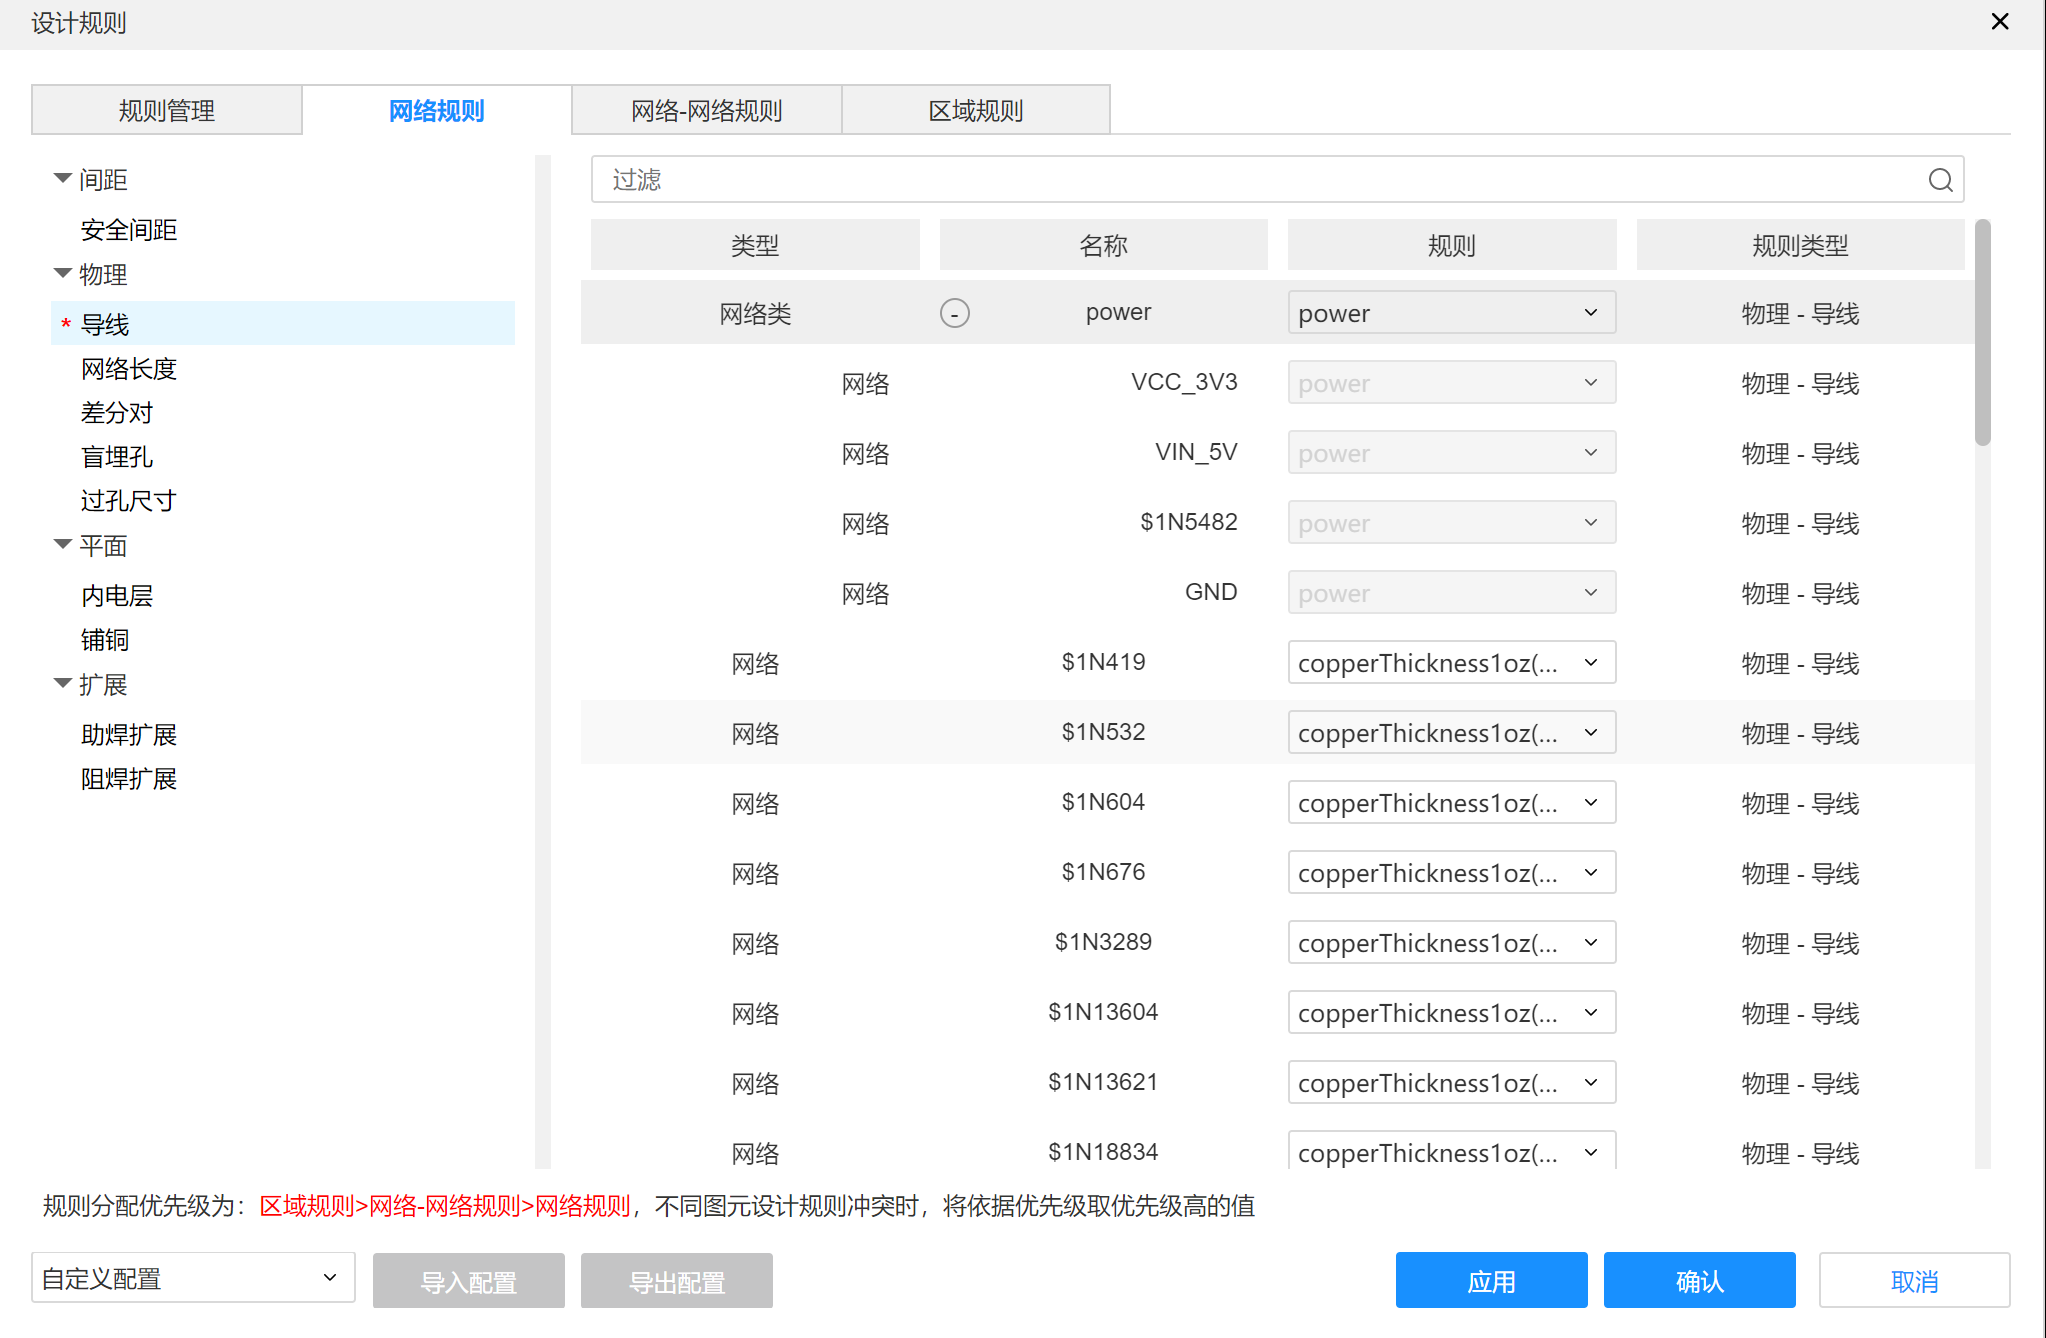 设计规则
规则管理 网络规则 网络-网络规则 区域规则
间距
安全间距
物理
* 导线
网络长度
差分对
盲埋孔
过孔尺寸
平面
内电层
铺铜
扩展
助焊扩展
阻焊扩展
过滤
类型 名称 规则 规则类型
网络类 - power power 物理 - 导线
网络 VCC_3V3 power 物理 - 导线
网络 VIN_5V power 物理 - 导线
网络 $1N5482 power 物理 - 导线
网络 GND power 物理 - 导线
网络 $1N419 copperThickness1oz(... 物理 - 导线
网络 $1N532 copperThickness1oz(... 物理 - 导线
网络 $1N604 copperThickness1oz(... 物理 - 导线
网络 $1N676 copperThickness1oz(... 物理 - 导线
网络 $1N3289 copperThickness1oz(... 物理 - 导线
网络 $1N13604 copperThickness1oz(... 物理 - 导线
网络 $1N13621 copperThickness1oz(... 物理 - 导线
网络 $1N18834 copperThickness1oz(... 物理 - 导线
规则分配优先级为：区域规则>网络-网络规则>网络规则，不同图元设计规则冲突时，将依据优先级取优先级高的值
自定义配置 导入配置 导出配置 应用 确认 取消